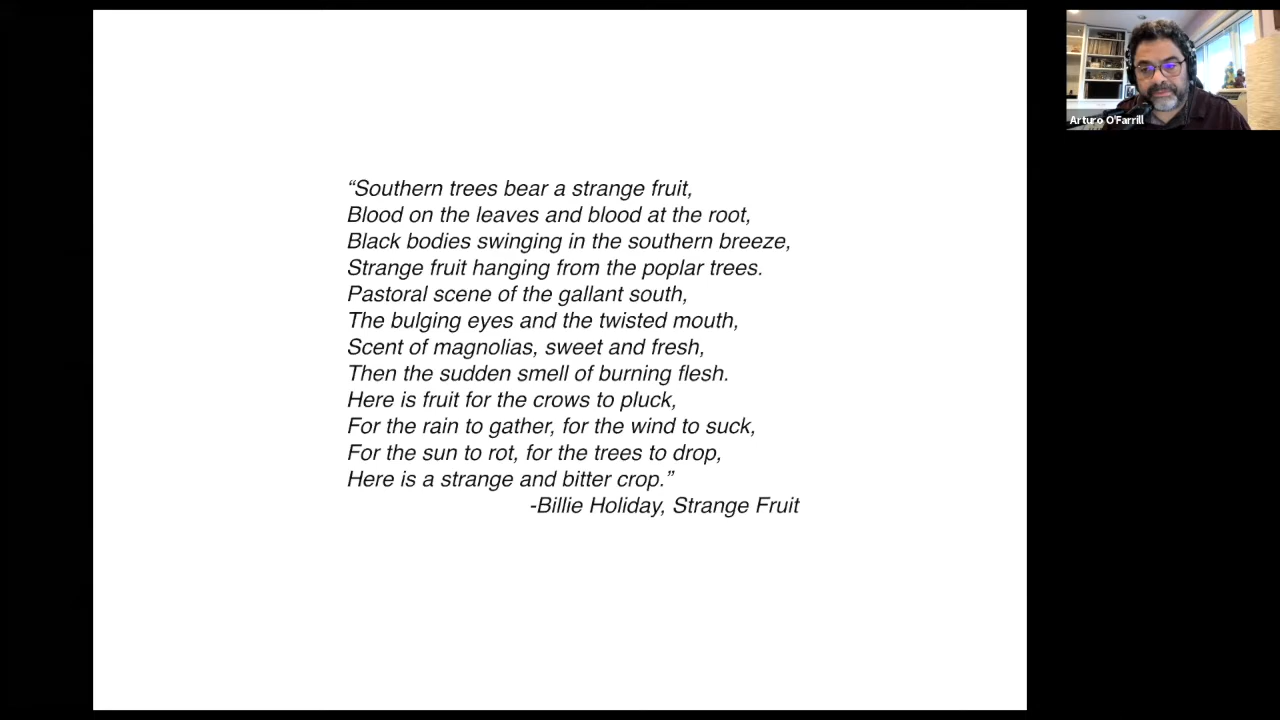 “Southern trees bear a strange fruit,
Blood on the leaves and blood at the root,
Black bodies swinging in the southern breeze,
Strange fruit hanging from the poplar trees.
Pastoral scene of the gallant south,
The bulging eyes and the twisted mouth,
Scent of magnolias, sweet and fresh,
Then the sudden smell of burning flesh.
Here is fruit for the crows to pluck,
For the rain to gather, for the wind to suck,
For the sun to rot, for the trees to drop,
Here is a strange and bitter crop.”
-Billie Holiday, Strange Fruit
Arturo O'Farrill